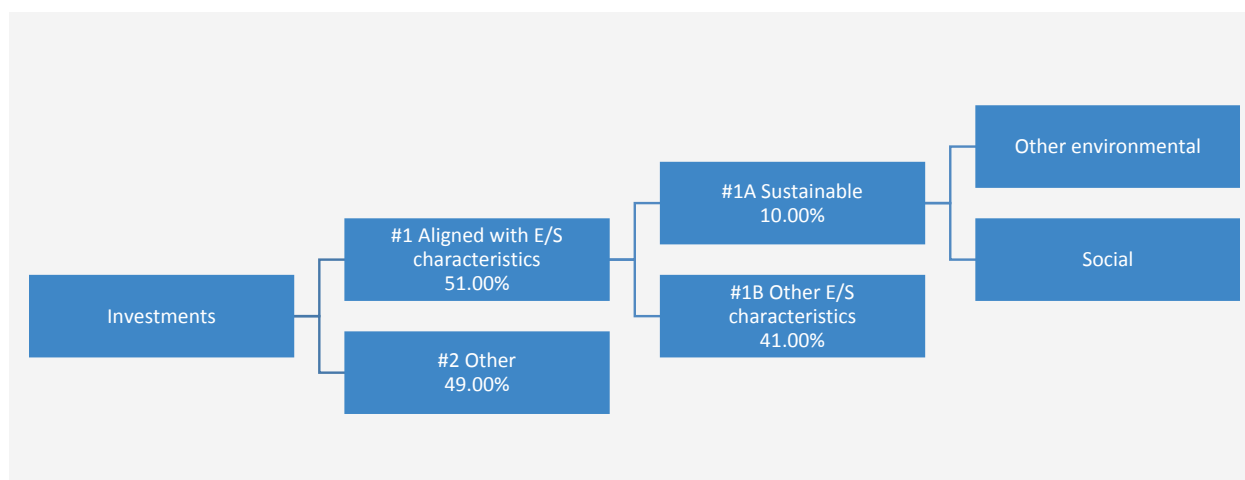 Investments
#1 Aligned with E/S
characteristics
51.00%
#2 Other
49.00%
#1A Sustainable
10.00%
#1B Other E/S
characteristics
41.00%
Other environmental
Social